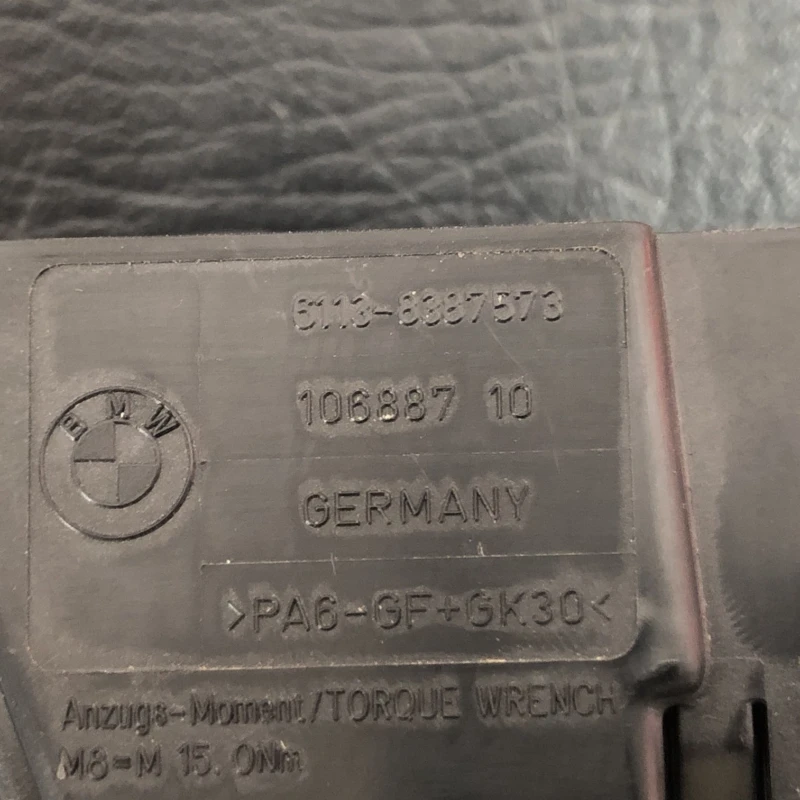 6113-8387573
106887 10
BMW
GERMANY
>PA6-GF+GK30<
Anzugs-Moment/TORQUE WRENCH
M8=M 15. 0Nm